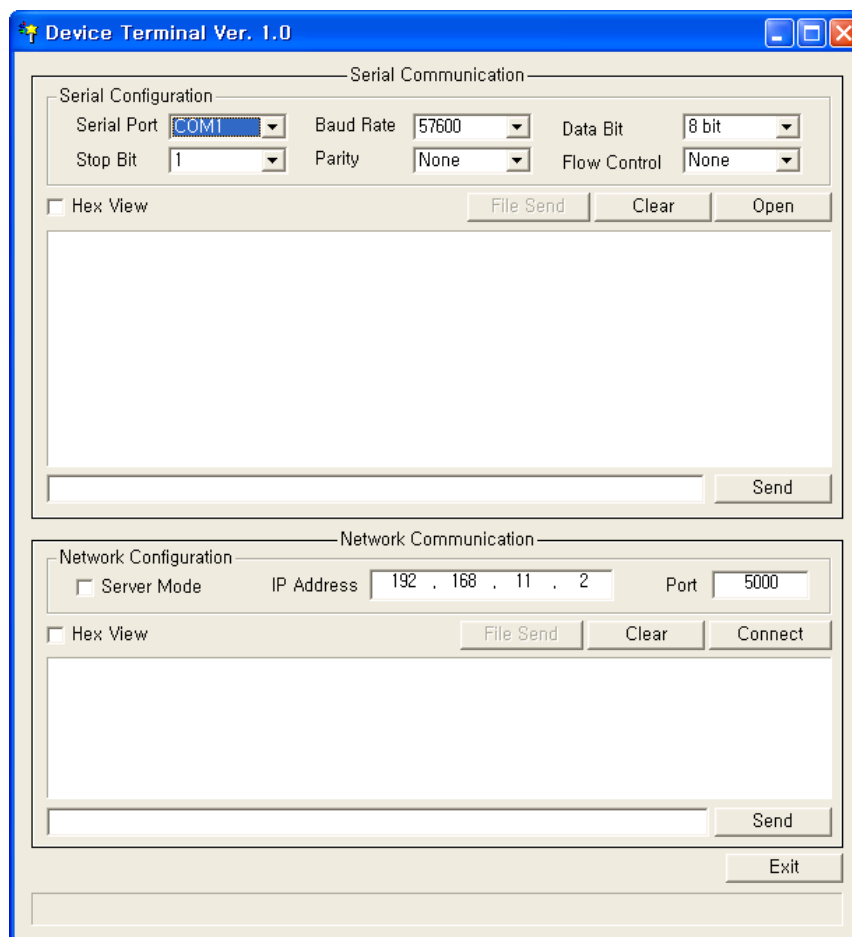 Device Terminal Ver. 1.0
Serial Communication
Serial Configuration
Serial Port COM1 Baud Rate 57600 Data Bit 8 bit
Stop Bit 1 Parity None Flow Control None
Hex View File Send Clear Open
Send
Network Communication
Network Configuration
Server Mode IP Address 192 . 168 . 11 . 2 Port 5000
Hex View File Send Clear Connect
Send
Exit